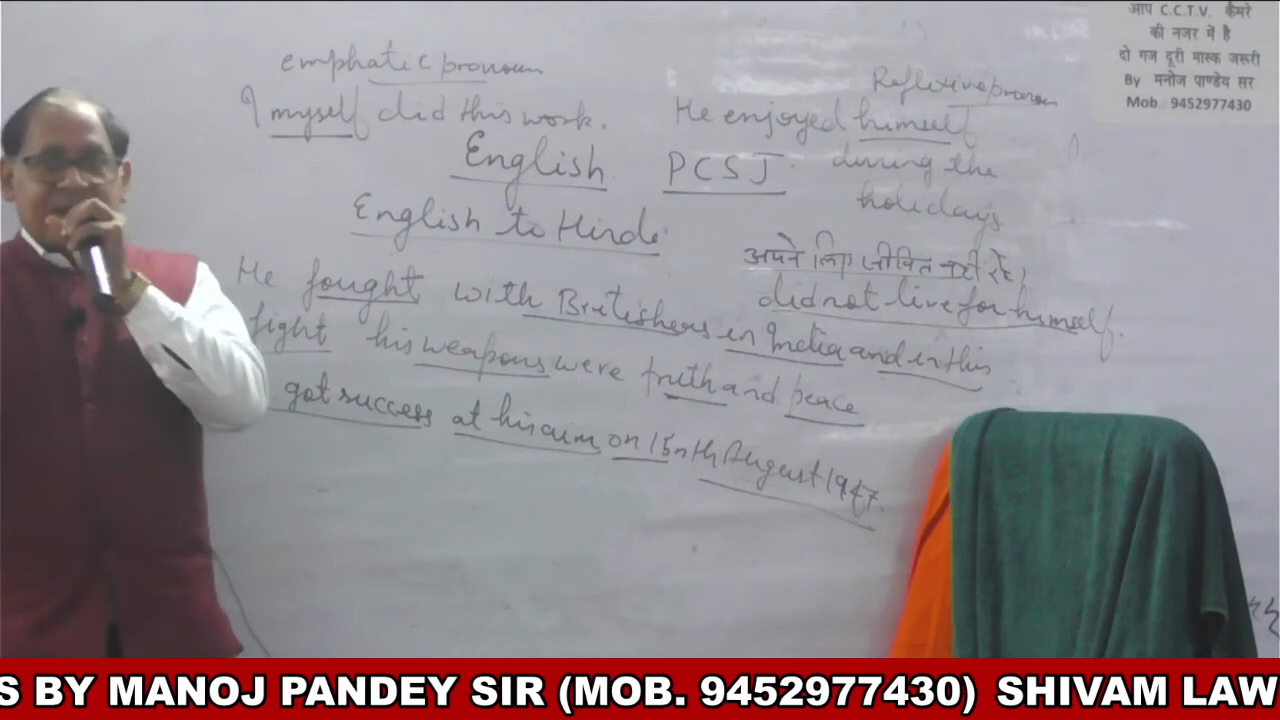 आप C.C.T.V. कैमरे
की नजर में है
दो गज दूरी मास्क जरूरी
By मनोज पाण्डेय सर
Mob.: 9452977430
emphatic pronoun
I myself did this work.
Reflexive pronoun
He enjoyed himself
during the
holidays
English PCSJ
English to Hindi
अपने लिए जीवित नहीं रहे।
did not live for himself.
He fought with Britishers in India and in this
fight his weapons were truth and peace
got success at his aim on 15nth August 1947.
S BY MANOJ PANDEY SIR (MOB. 9452977430) SHIVAM LAW